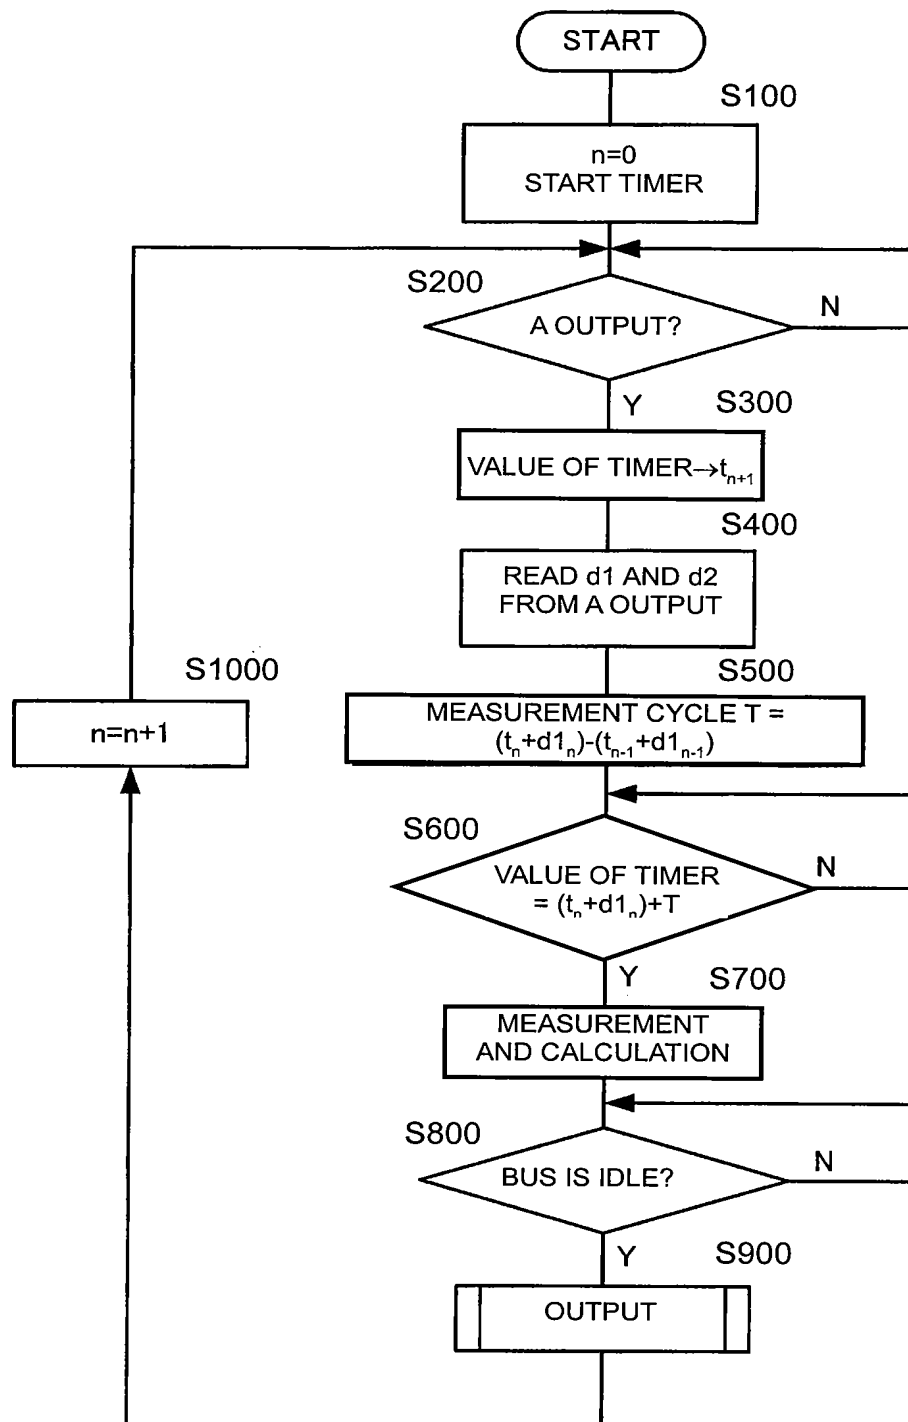 START
S100
n=0
START TIMER
S200
A OUTPUT?
N
Y
S300
VALUE OF TIMER→tₙ₊₁
S400
READ d1 AND d2
FROM A OUTPUT
S500
MEASUREMENT CYCLE T =
(tₙ+d1ₙ)-(tₙ₋₁+d1ₙ₋₁)
S1000
n=n+1
S600
VALUE OF TIMER
= (tₙ+d1ₙ)+T
N
Y
S700
MEASUREMENT
AND CALCULATION
S800
BUS IS IDLE?
N
Y
S900
OUTPUT